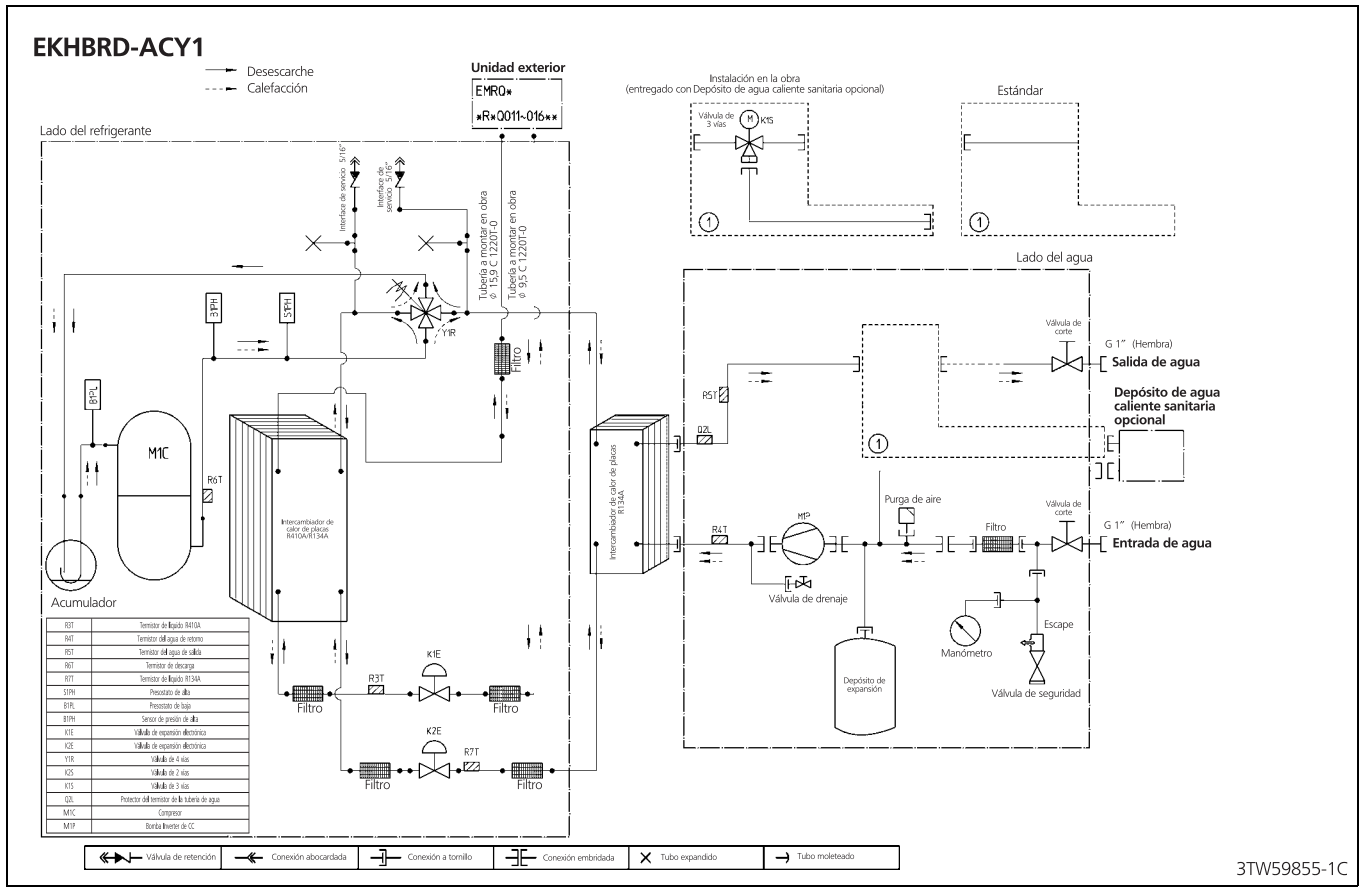 EKHBRD-ACY1
Desescarche
Calefacción
Unidad exterior
EMRQ*
*R*Q011~016**
Instalación en la obra
(entregado con Depósito de agua caliente sanitaria opcional)
Válvula de
3 vías
M
K1S
1
Estándar
1
Lado del refrigerante
Interface de servicio 5/16"
Interface de
servicio 5/16"
Tubería a montar en obra
ϕ 15,9 C 1220T-0
Tubería a montar en obra
ϕ 9,5 C 1220T-0
B1PH
S1PH
Y1R
Filtro
B1PL
M1C
R6T
Intercambiador de
calor de placas
R410A/R134A
Acumulador
Intercambiador de calor de placas
R134A
K1E
R3T
Filtro
Filtro
K2E
R7T
Filtro
Filtro
Lado del agua
R5T
Q2L
1
Válvula de
corte
G 1" (Hembra)
Salida de agua
Depósito de agua
caliente sanitaria
opcional
R4T
M1P
Purga de aire
Filtro
Válvula de
corte
G 1" (Hembra)
Entrada de agua
Válvula de drenaje
Depósito de
expansión
Manómetro
Escape
Válvula de seguridad
R3T Termistor de líquido R410A
R4T Termistor del agua de retorno
R5T Termistor del agua de salida
R6T Termistor de descarga
R7T Termistor de líquido R134A
S1PH Presostato de alta
B1PL Presostato de baja
B1PH Sensor de presión de alta
K1E Válvula de expansión electrónica
K2E Válvula de expansión electrónica
Y1R Válvula de 4 vías
K2S Válvula de 2 vías
K1S Válvula de 3 vías
Q2L Protector del termistor de la tubería de agua
M1C Compresor
M1P Bomba Inverter de CC
Válvula de retención
Conexión abocardada
Conexión a tornillo
Conexión embridada
Tubo expandido
Tubo moleteado
3TW59855-1C